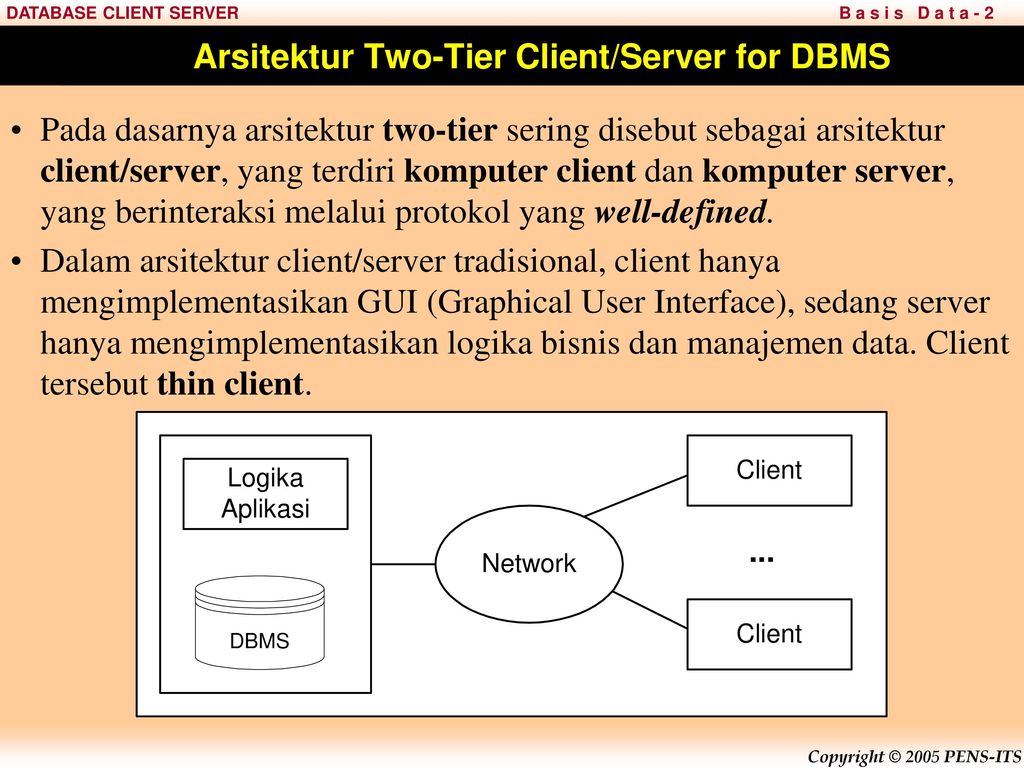 DATABASE CLIENT SERVER
Basis Data-2
Arsitektur Two-Tier Client/Server for DBMS
• Pada dasarnya arsitektur two-tier sering disebut sebagai arsitektur
client/server, yang terdiri komputer client dan komputer server,
yang berinteraksi melalui protokol yang well-defined.
• Dalam arsitektur client/server tradisional, client hanya
mengimplementasikan GUI (Graphical User Interface), sedang server
hanya mengimplementasikan logika bisnis dan manajemen data. Client
tersebut thin client.
Logika
Aplikasi
DBMS
Network
Client
...
Client
Copyright © 2005 PENS-ITS